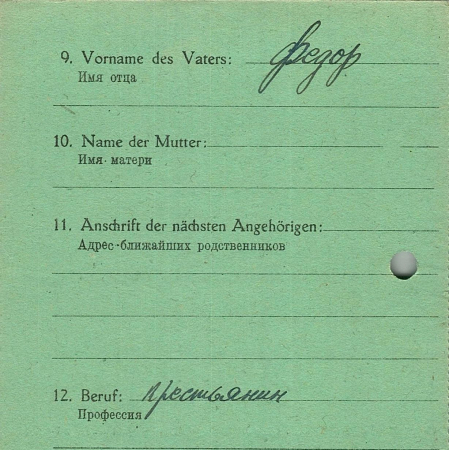 9. Vorname des Vaters: Федор
Имя отца
10. Name der Mutter:
Имя матери
11. Anschrift der nächsten Angehörigen:
Адрес ближайших родственников
12. Beruf: крестьянин
Профессия